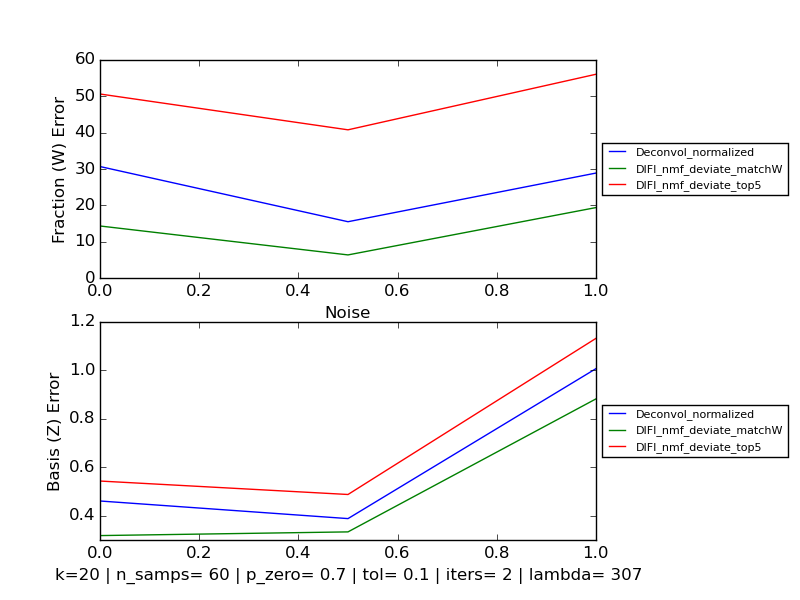 60
50
40
30
20
10
0
Fraction (W) Error
0.0 0.2 0.4 0.6 0.8 1.0
Noise
Deconvol_normalized
DIFI_nmf_deviate_matchW
DIFI_nmf_deviate_top5
1.2
1.0
0.8
0.6
0.4
Basis (Z) Error
0.0 0.2 0.4 0.6 0.8 1.0
Deconvol_normalized
DIFI_nmf_deviate_matchW
DIFI_nmf_deviate_top5
k=20 | n_samps= 60 | p_zero= 0.7 | tol= 0.1 | iters= 2 | lambda= 307